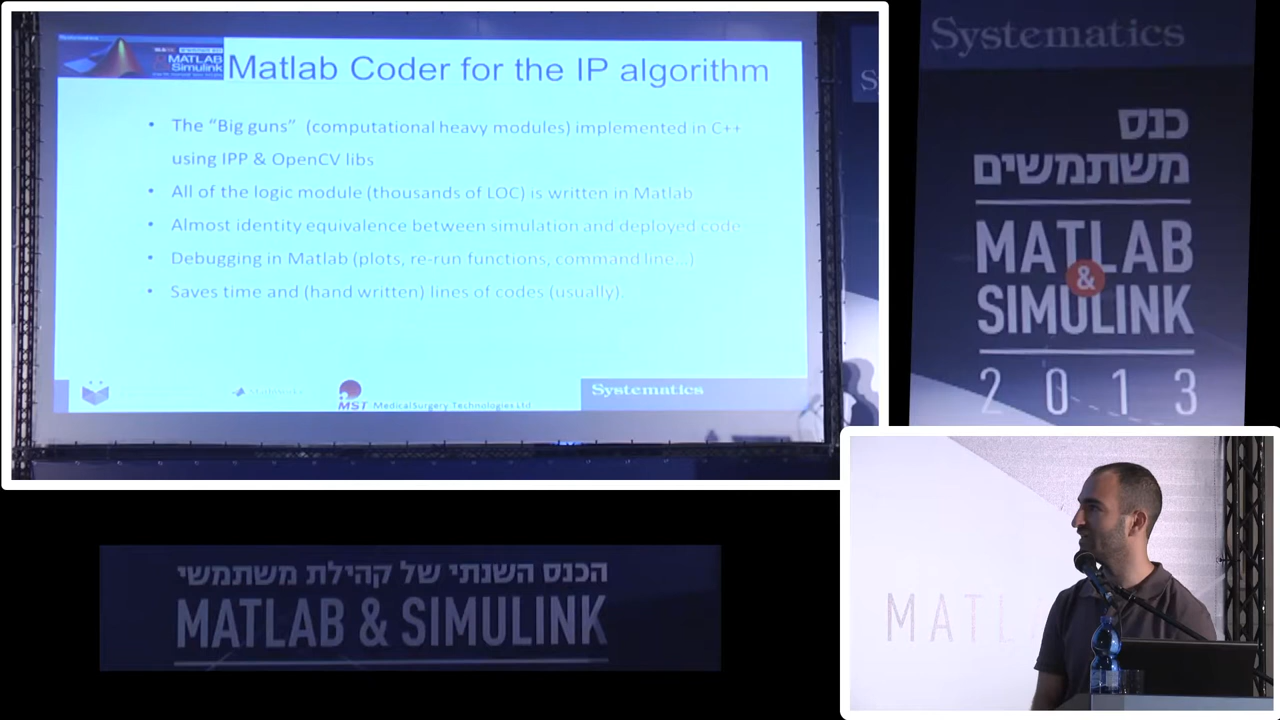 MATLAB
Simulink
Matlab Coder for the IP algorithm
• The “Big guns” (computational heavy modules) implemented in C++
using IPP & OpenCV libs
• All of the logic module (thousands of LOC) is written in Matlab
• Almost identity equivalence between simulation and deployed code
• Debugging in Matlab (plots, re-run functions, command line...)
• Saves time and (hand written) lines of codes (usually).
MathWorks
MST MedicalSurgery Technologies Ltd
Systematics
Systematics
כנס
משתמשים
MATLAB
&
SIMULINK
2013
הכנס השנתי של קהילת משתמשי
MATLAB & SIMULINK
MATL